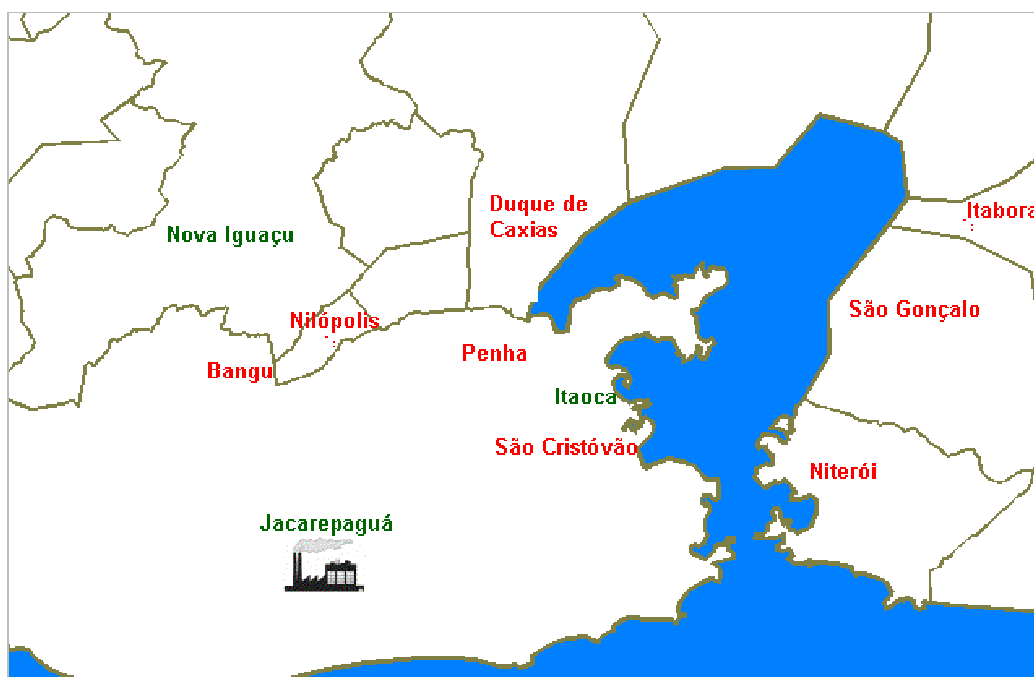 Duque de
Caxias
Itabora
Nova Iguaçu
São Gonçalo
Nilópolis
Penha
Bangu
Itaoca
São Cristóvão
Niterói
Jacarepaguá